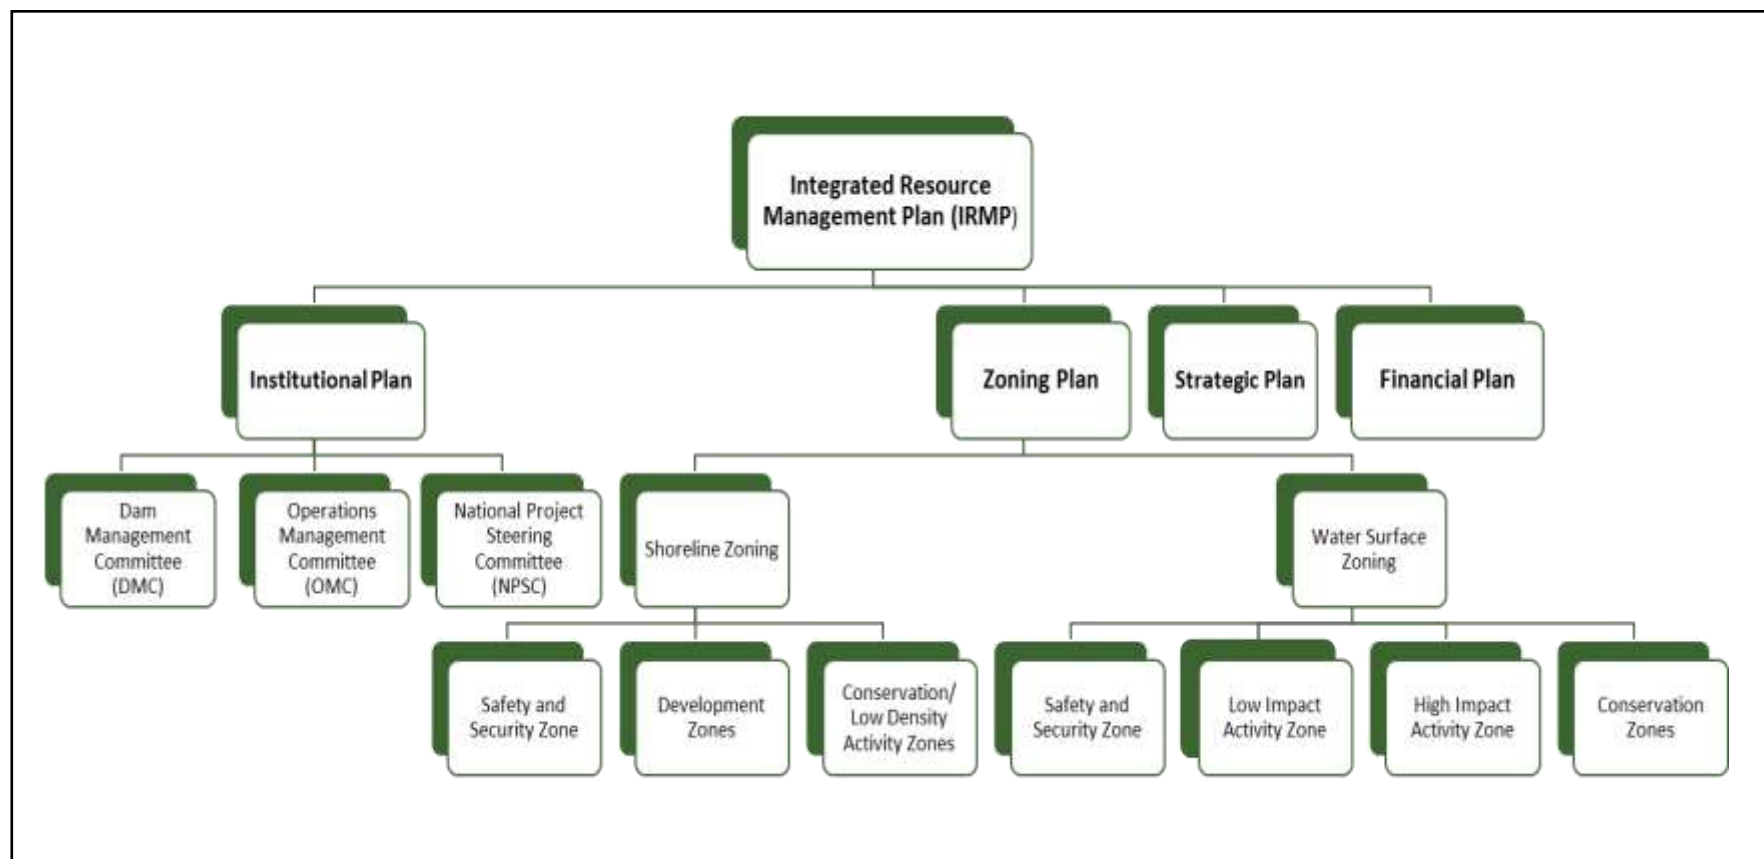 Integrated Resource
Management Plan (IRMP)
Institutional Plan
Zoning Plan
Strategic Plan
Financial Plan
Dam
Management
Committee
(DMC)
Operations
Management
Committee
(OMC)
National Project
Steering
Committee
(NPSC)
Shoreline Zoning
Water Surface
Zoning
Safety and
Security Zone
Development
Zones
Conservation/
Low Density
Activity Zones
Safety and
Security Zone
Low Impact
Activity Zone
High Impact
Activity Zone
Conservation
Zones